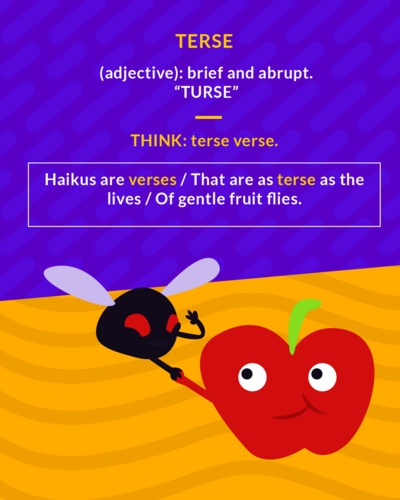 TERSE
(adjective): brief and abrupt.
“TURSE”
THINK: terse verse.
Haikus are verses / That are as terse as the
lives / Of gentle fruit flies.